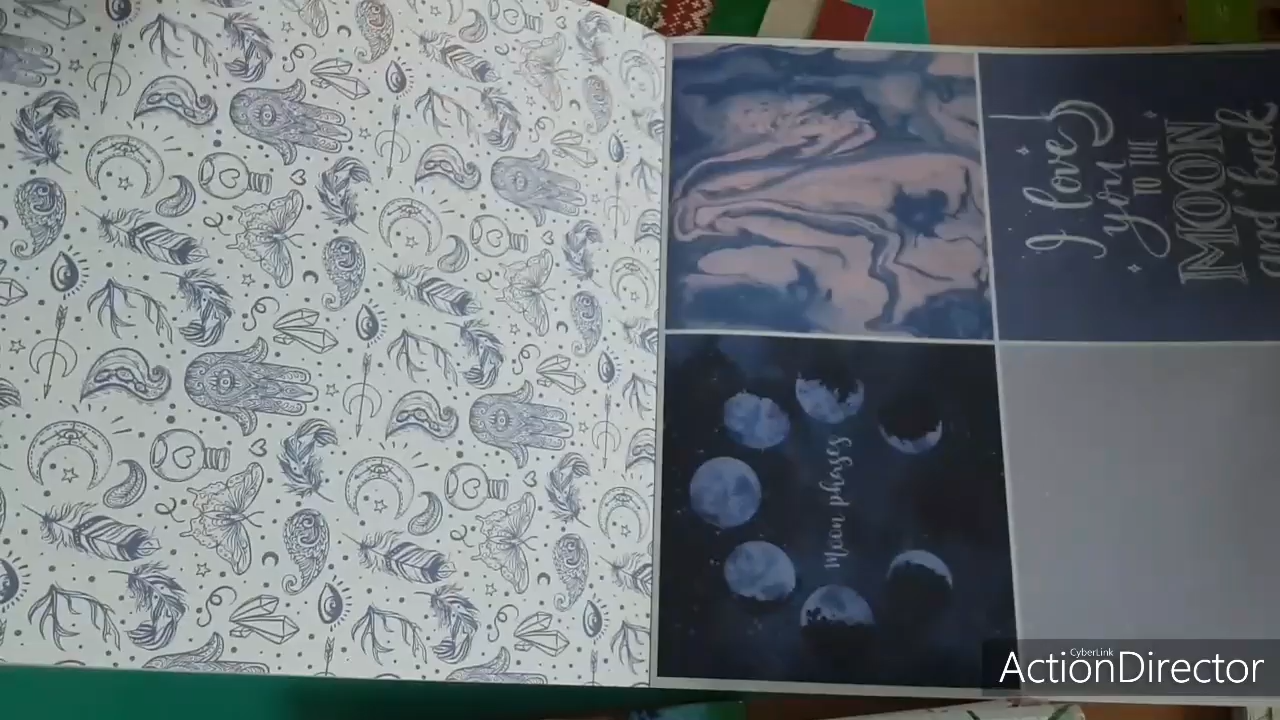 I love
you
TO THE
MOON
and back
moon phases
CyberLink
ActionDirector